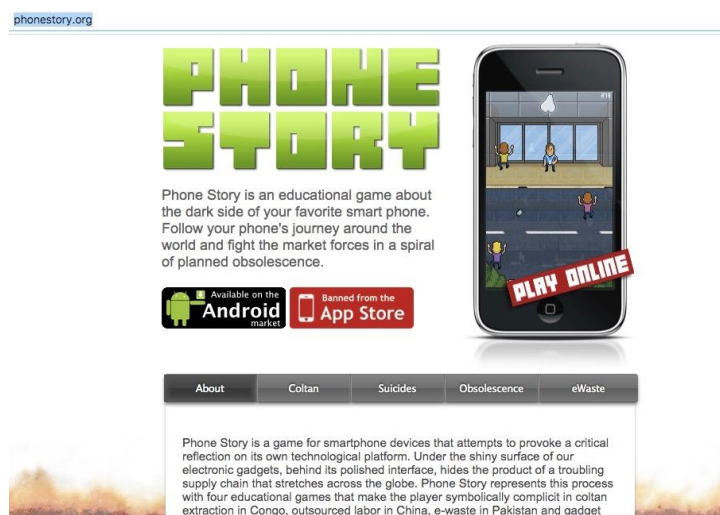 phonestory.org
PHONE
STORY
Phone Story is an educational game about
the dark side of your favorite smart phone.
Follow your phone's journey around the
world and fight the market forces in a spiral
of planned obsolescence.
PLAY ONLINE
Available on the
Android
market
Banned from the
App Store
About
Coltan
Suicides
Obsolescence
eWaste
Phone Story is a game for smartphone devices that attempts to provoke a critical
reflection on its own technological platform. Under the shiny surface of our
electronic gadgets, behind its polished interface, hides the product of a troubling
supply chain that stretches across the globe. Phone Story represents this process
with four educational games that make the player symbolically complicit in coltan
extraction in Congo, outsourced labor in China, e-waste in Pakistan and gadget